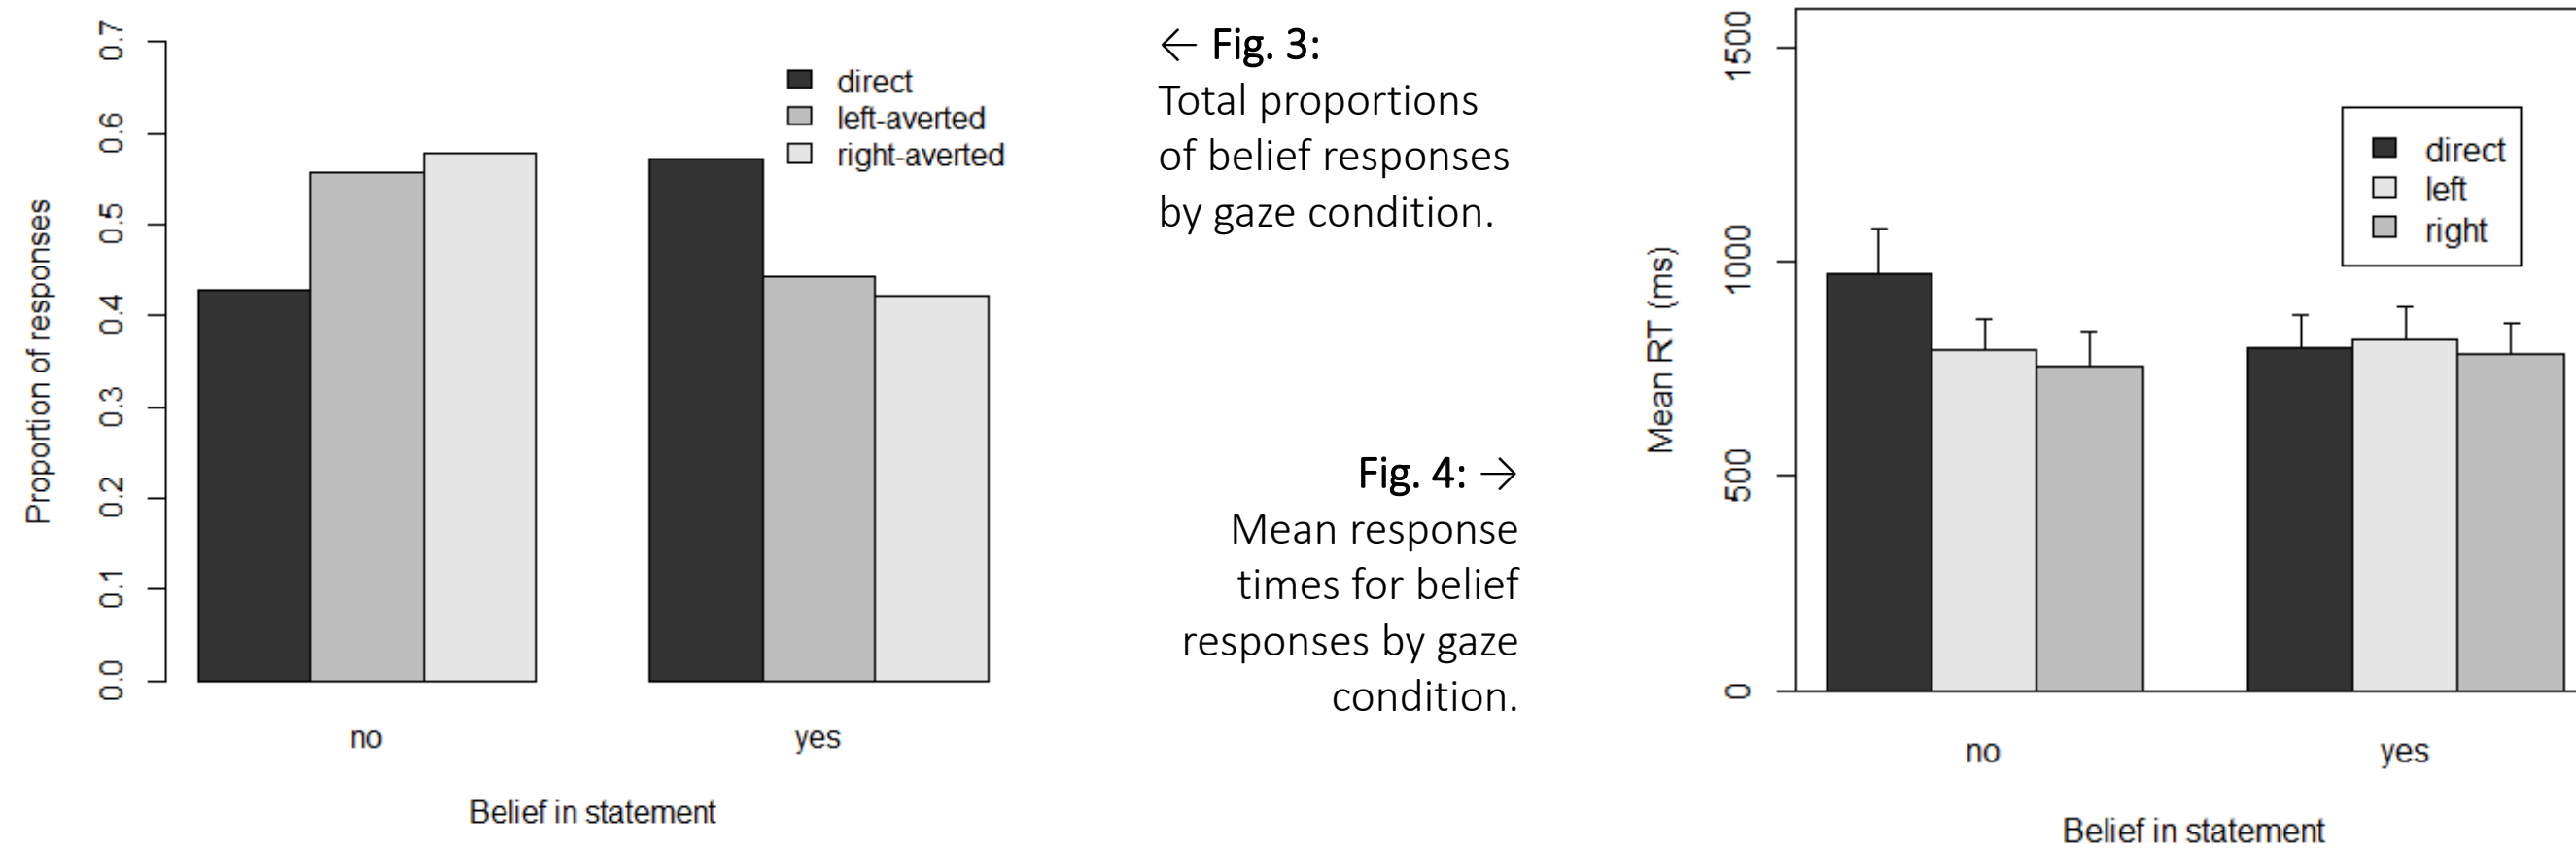 0.7
0.6
0.5
0.4
0.3
0.2
0.1
0.0
Proportion of responses
direct
left-averted
right-averted
no
yes
Belief in statement
← Fig. 3:
Total proportions
of belief responses
by gaze condition.
Fig. 4: →
Mean response
times for belief
responses by gaze
condition.
1500
1000
500
0
Mean RT (ms)
direct
left
right
no
yes
Belief in statement